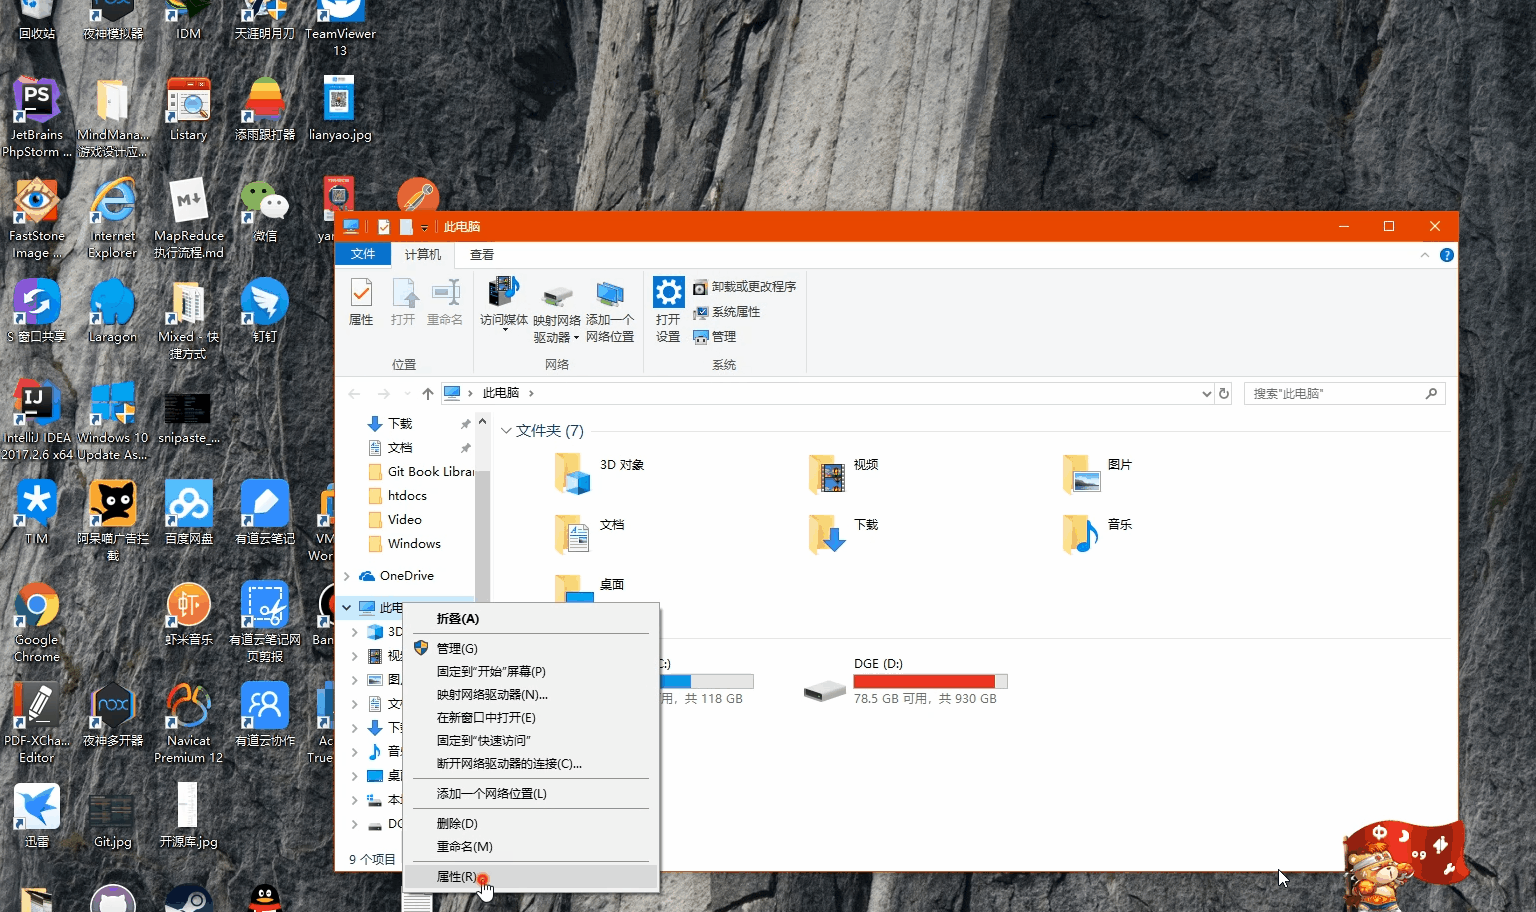 回收站
夜神模拟器
IDM
天涯明月刀
TeamViewer
13
JetBrains
PhpStorm ...
MindMana...
游戏设计应...
Listary
添雨跟打器
lianyao.jpg
FastStone
Image ...
Internet
Explorer
MapReduce
执行流程.md
微信
S 窗口共享
Laragon
Mixed - 快
捷方式
钉钉
IntelliJ IDEA
2017.2.6 x64
Windows 10
Update As...
snipaste_...
TIM
阿呆喵广告拦
截
百度网盘
有道云笔记
Google
Chrome
虾米音乐
有道云笔记网
页剪报
PDF-XCha...
Editor
夜神多开器
Navicat
Premium 12
有道云协作
迅雷
Git.jpg
开源库.jpg
此电脑
文件
计算机
查看
属性
打开
重命名
位置
访问媒体
映射网络
驱动器
添加一个
网络位置
网络
打开
设置
卸载或更改程序
系统属性
管理
系统
此电脑
搜索"此电脑"
下载
文档
Git Book Librar
htdocs
Video
Windows
OneDrive
此电
3D
文件夹 (7)
3D 对象
视频
图片
文档
下载
音乐
桌面
C:)
用，共 118 GB
DGE (D:)
78.5 GB 可用，共 930 GB
9 个项目
折叠(A)
管理(G)
固定到"开始"屏幕(P)
映射网络驱动器(N)...
在新窗口中打开(E)
固定到"快速访问"
断开网络驱动器的连接(C)...
添加一个网络位置(L)
删除(D)
重命名(M)
属性(R)